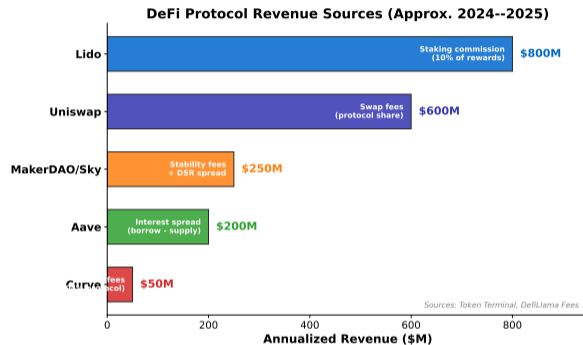 DeFi Protocol Revenue Sources (Approx. 2024--2025)
Lido
Staking commission
(10% of rewards)
$800M
Uniswap
Swap fees
(protocol share)
$600M
MakerDAO/Sky
Stability fees
+ DSR spread
$250M
Aave
Interest spread
(borrow - supply)
$200M
Curve
fees
$50M
Sources: Token Terminal, DefiLlama Fees
0
200
400
600
800
Annualized Revenue ($M)